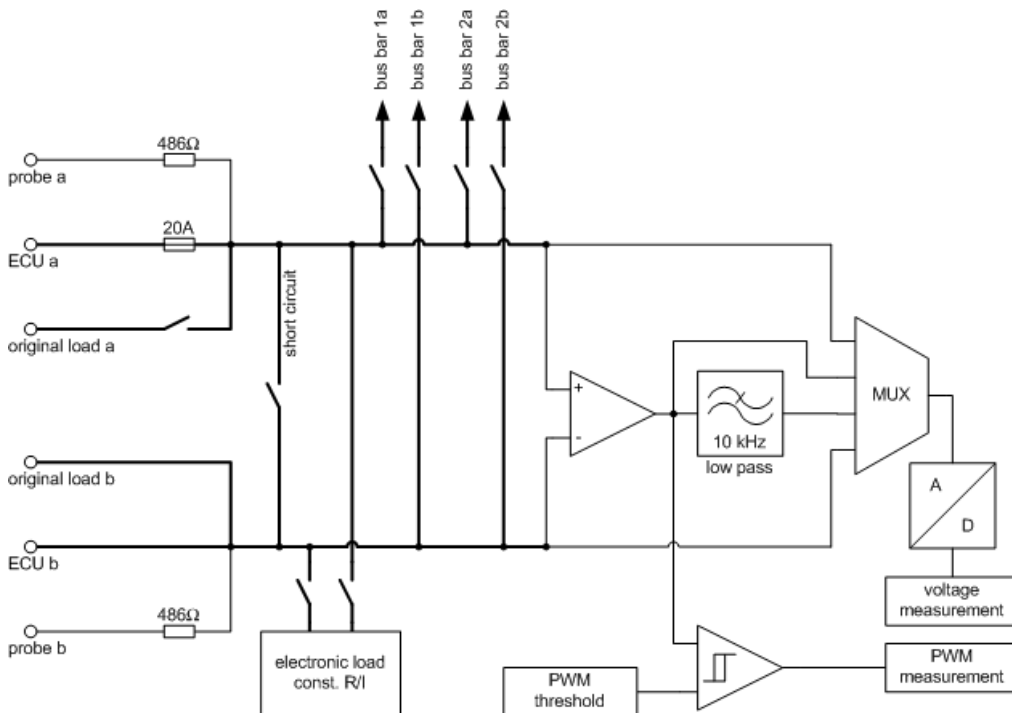 bus bar 1a
bus bar 1b
bus bar 2a
bus bar 2b
486Ω
probe a
20A
ECU a
original load a
short circuit
original load b
ECU b
486Ω
probe b
electronic load
const. R/I
+
-
10 kHz
low pass
MUX
A
D
voltage
measurement
PWM
threshold
PWM
measurement